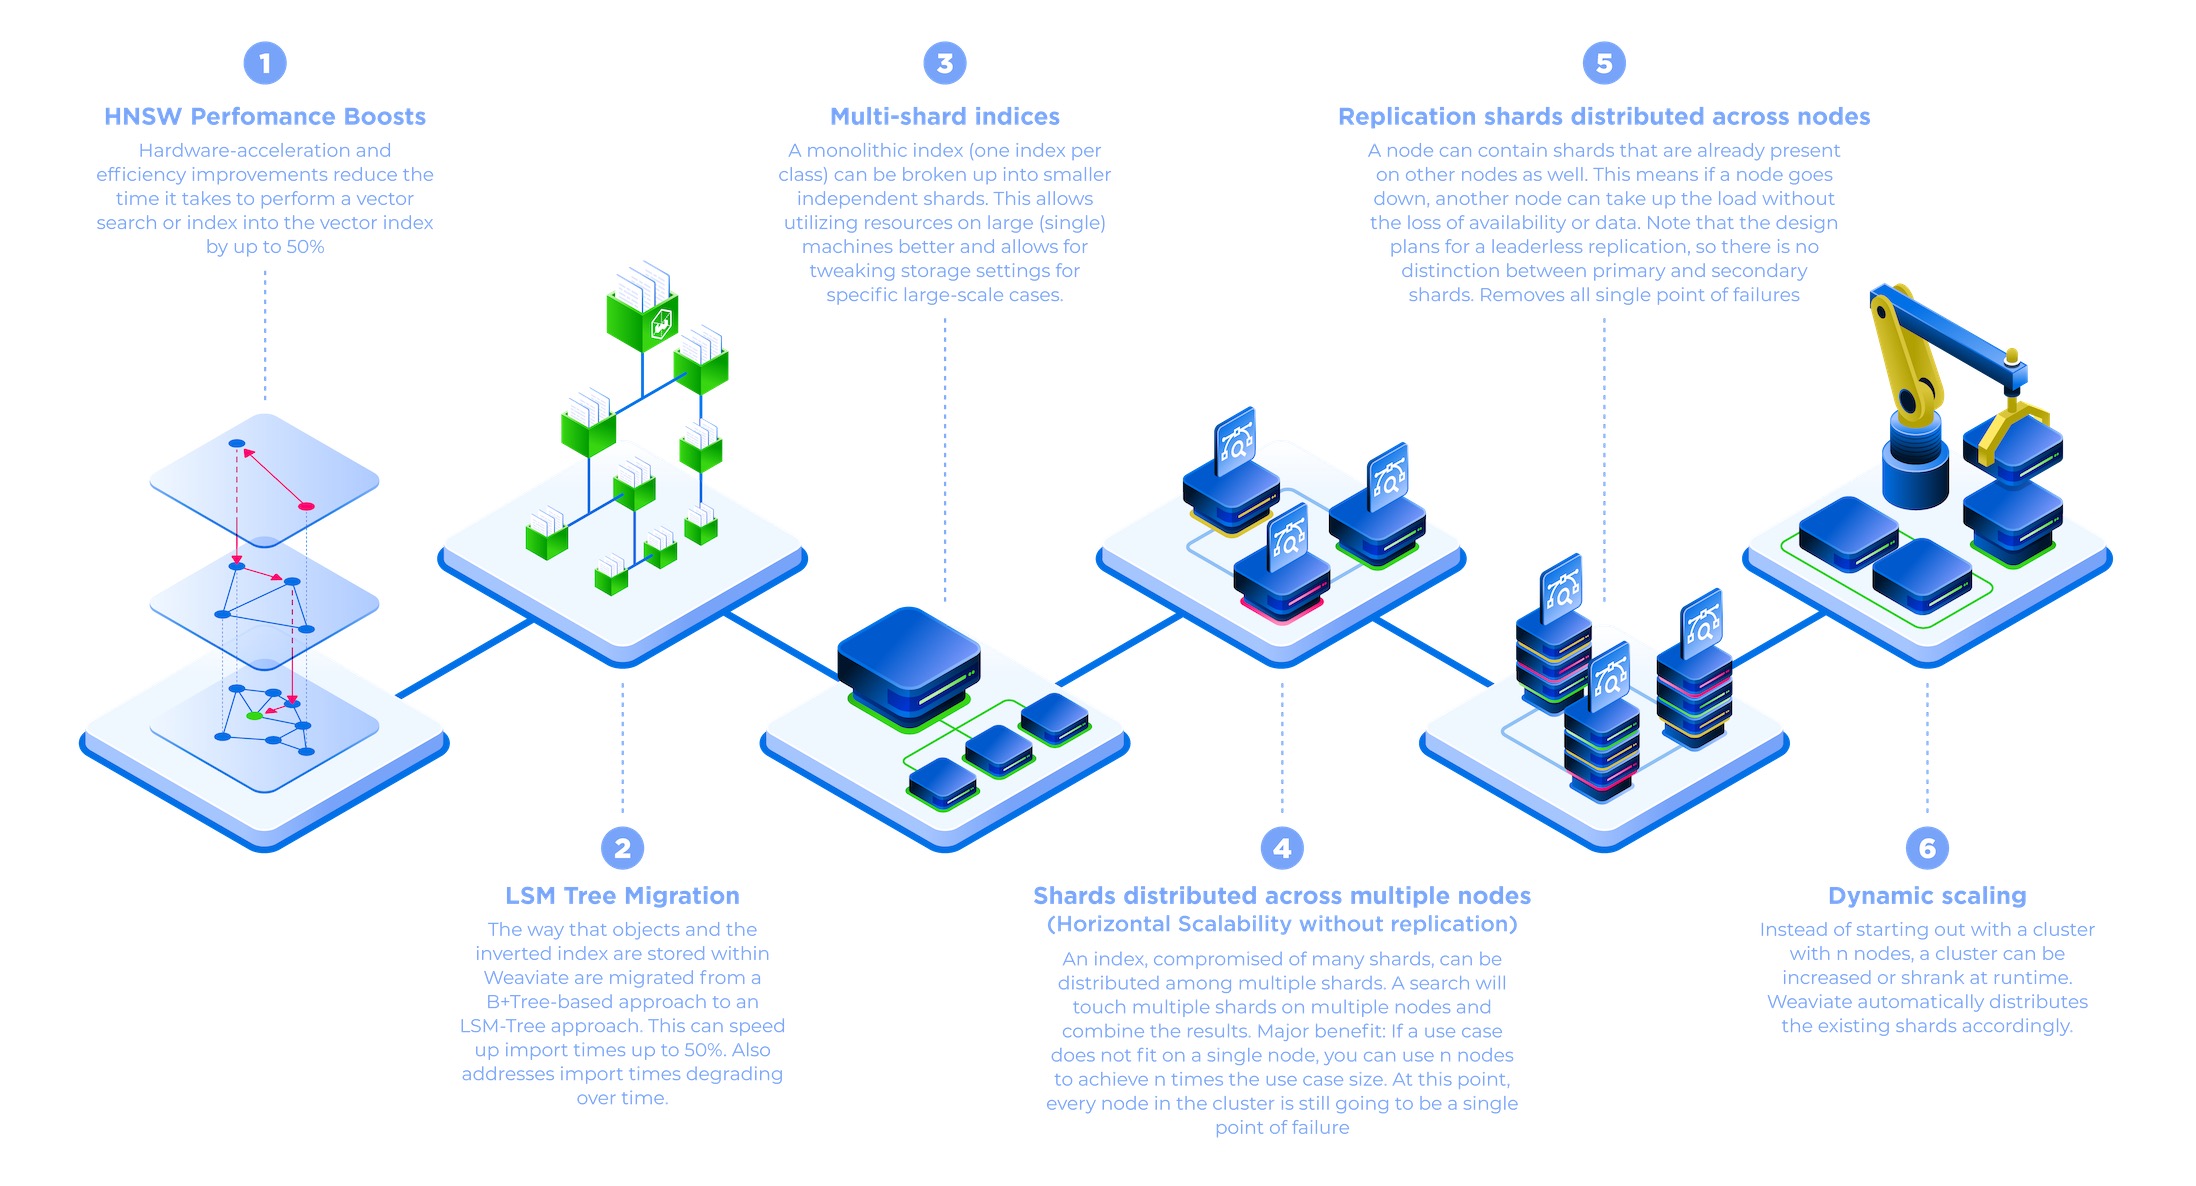 1
HNSW Perfomance Boosts
Hardware-acceleration and
efficiency improvements reduce the
time it takes to perform a vector
search or index into the vector index
by up to 50%
2
LSM Tree Migration
The way that objects and the
inverted index are stored within
Weaviate are migrated from a
B+Tree-based approach to an
LSM-Tree approach. This can speed
up import times up to 50%. Also
addresses import times degrading
over time.
3
Multi-shard indices
A monolithic index (one index per
class) can be broken up into smaller
independent shards. This allows
utilizing resources on large (single)
machines better and allows for
tweaking storage settings for
specific large-scale cases.
4
Shards distributed across multiple nodes
(Horizontal Scalability without replication)
An index, compromised of many shards, can be
distributed among multiple shards. A search will
touch multiple shards on multiple nodes and
combine the results. Major benefit: If a use case
does not fit on a single node, you can use n nodes
to achieve n times the use case size. At this point,
every node in the cluster is still going to be a single
point of failure
5
Replication shards distributed across nodes
A node can contain shards that are already present
on other nodes as well. This means if a node goes
down, another node can take up the load without
the loss of availability or data. Note that the design
plans for a leaderless replication, so there is no
distinction between primary and secondary
shards. Removes all single point of failures
6
Dynamic scaling
Instead of starting out with a cluster
with n nodes, a cluster can be
increased or shrank at runtime.
Weaviate automatically distributes
the existing shards accordingly.